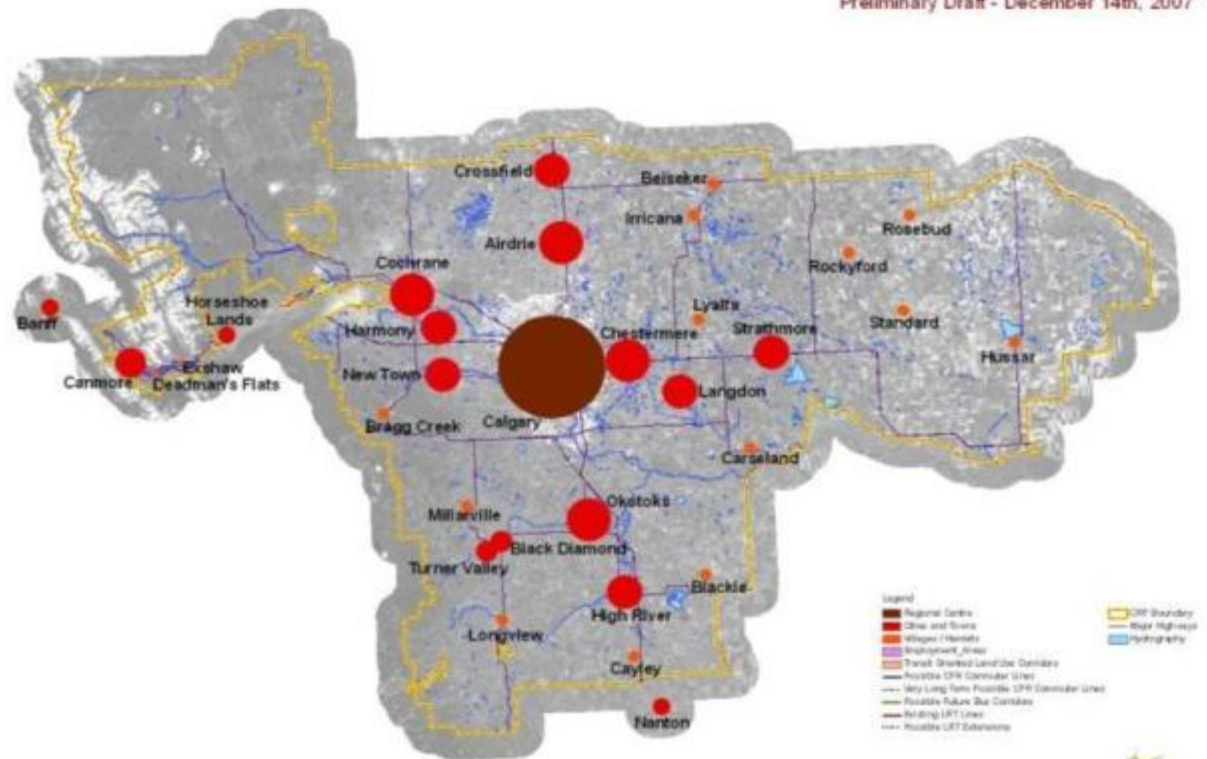 Preliminary Draft - December 14th, 2007
Crossfield
Beiseker
Irricana
Rosebud
Airdrie
Rockyford
Cochrane
Horseshoe
Lands
Lyalta
Banff
Harmony
Chestermere
Strathmore
Standard
Hussar
Canmore
Exshaw
Deadman's Flats
New Town
Langdon
Bragg Creek
Calgary
Carseland
Millarville
Okotoks
Black Diamond
Turner Valley
Blackie
High River
Longview
Cayley
Nanton
Legend
Regional Centre
Cities and Towns
Villages / Hamlets
Employment_Areas
Transit Oriented Land Use Corridors
Possible CPR Commuter Lines
Very Long Term Possible CPR Commuter Lines
Possible Future Bus Corridors
Existing LRT Lines
Possible LRT Extensions
CRP Boundary
Major Highways
Hydrography